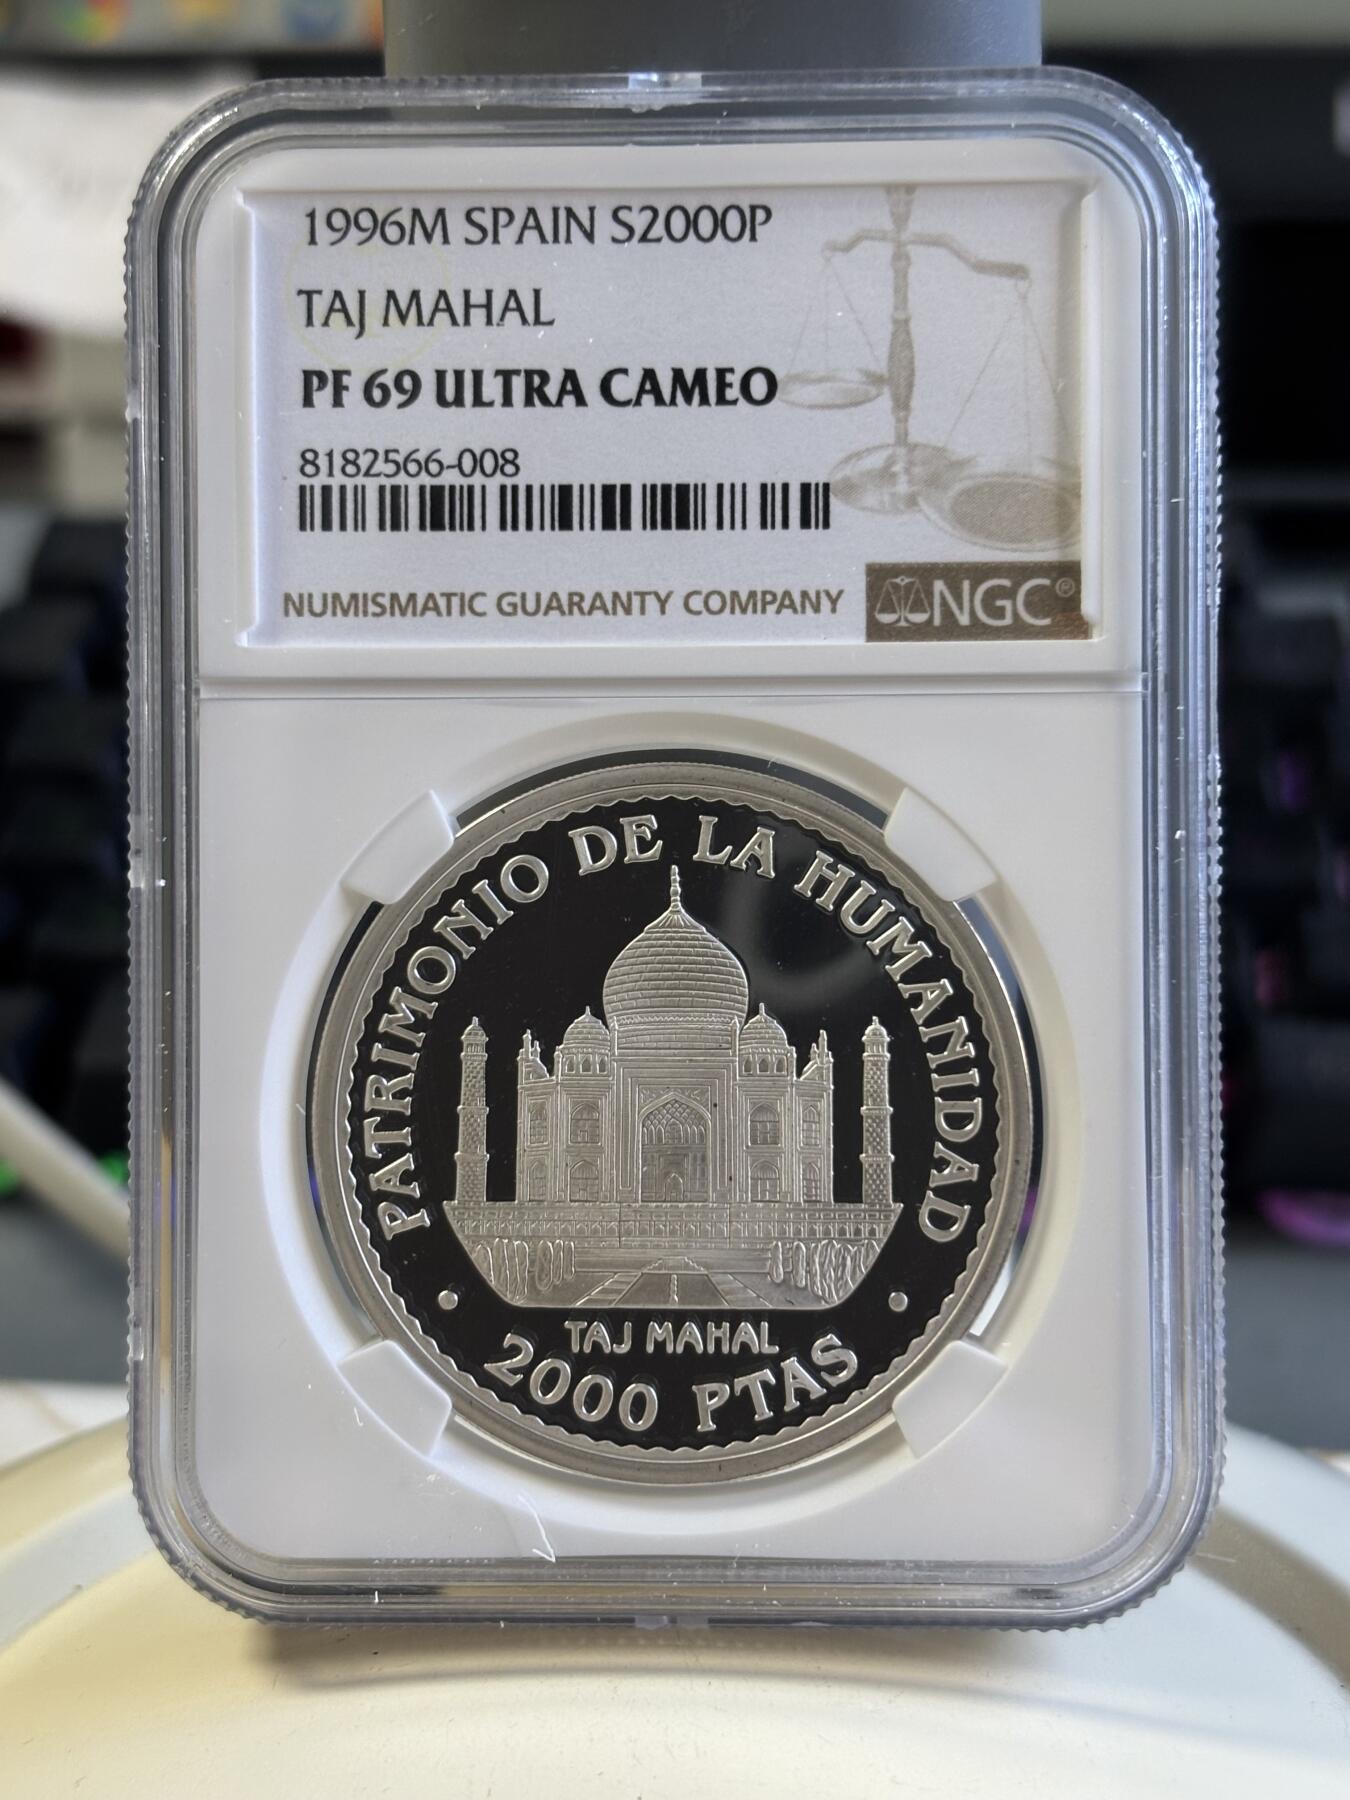 1996M SPAIN S2000P
TAJ MAHAL
PF 69 ULTRA CAMEO
8182566-008
NUMISMATIC GUARANTY COMPANY
NGC®
PATRIMONIO DE LA HUMANIDAD
TAJ MAHAL
2000 PTAS